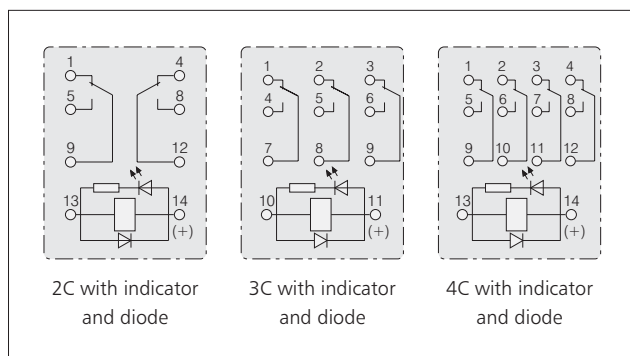 1 4
5 8
9 12
13 14
(+)
2C with indicator
and diode
1 2 3
4 5 6
7 8 9
10 11
(+)
3C with indicator
and diode
1 2 3 4
5 6 7 8
9 10 11 12
13 14
(+)
4C with indicator
and diode